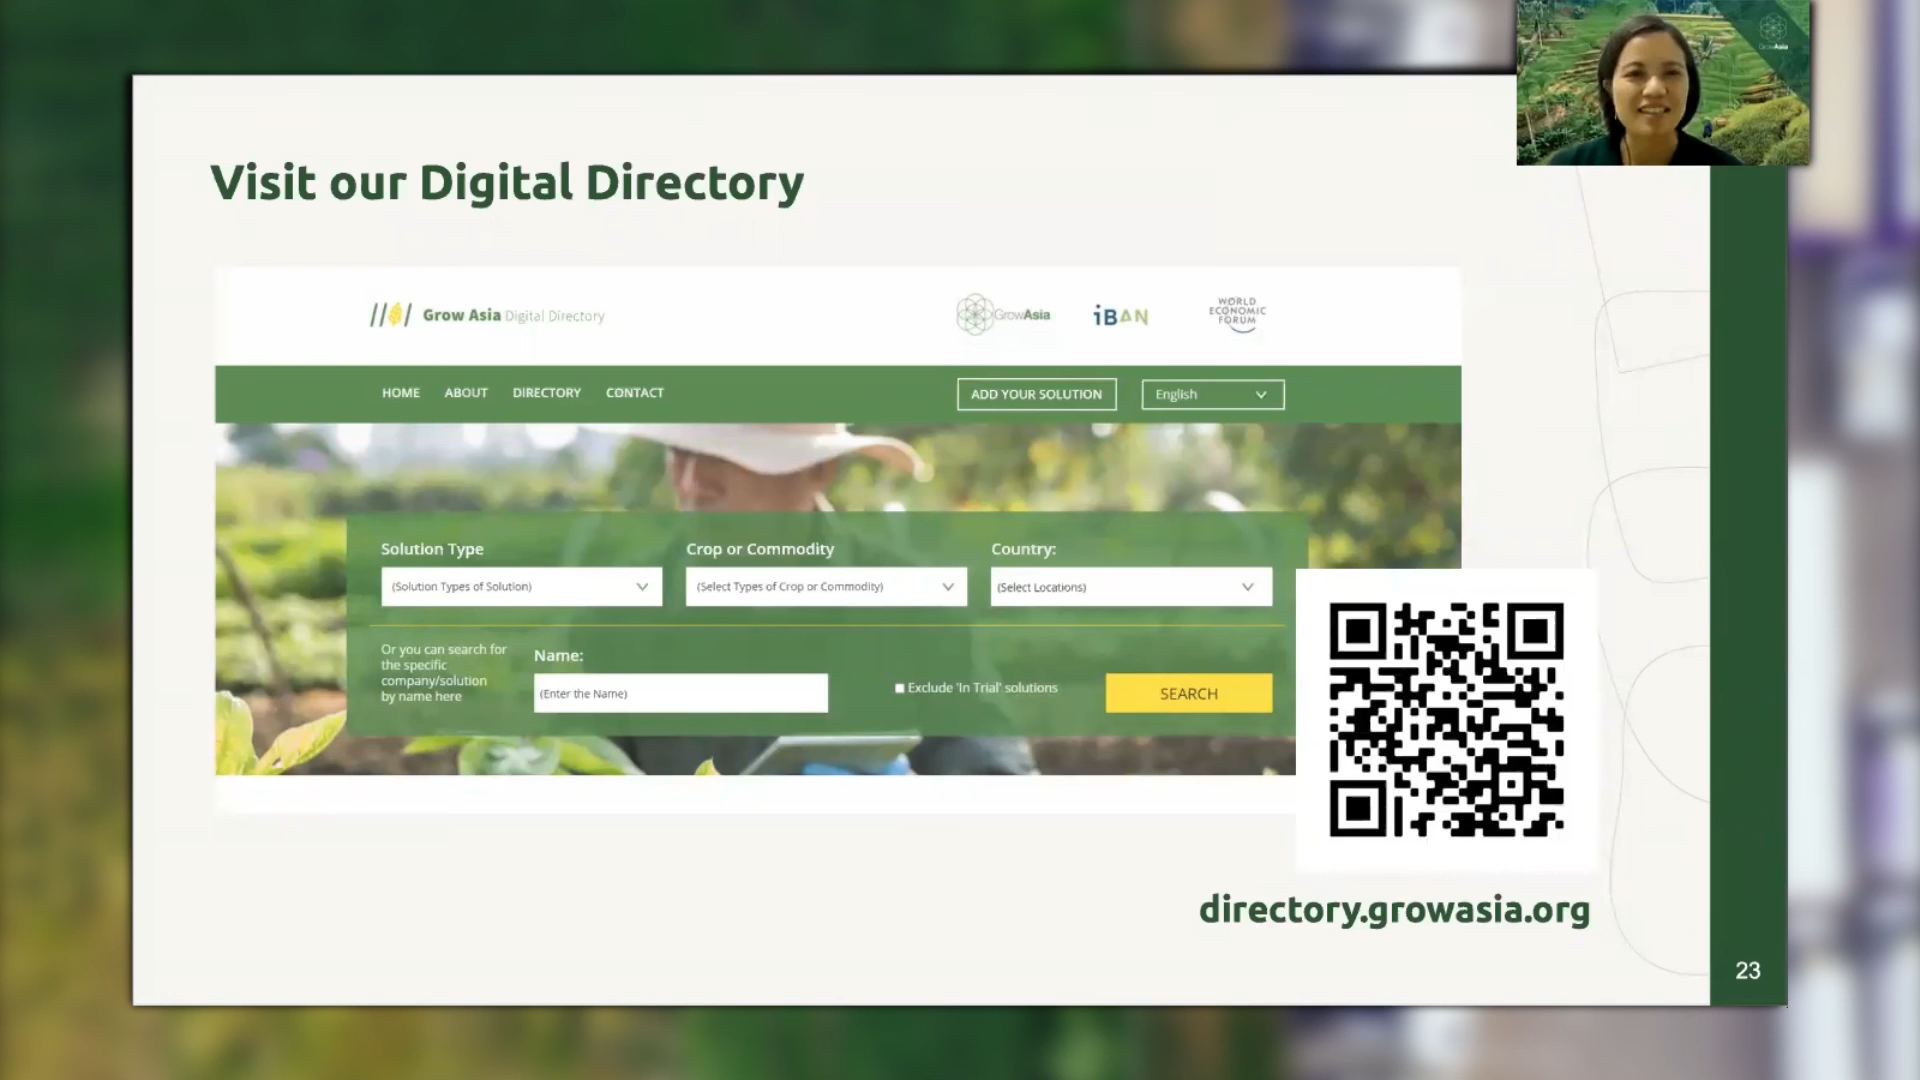 GrowAsia
Visit our Digital Directory
Grow Asia Digital Directory
GrowAsia
iBAN
WORLD
ECONOMIC
FORUM
HOME ABOUT DIRECTORY CONTACT
ADD YOUR SOLUTION
English
Solution Type
Crop or Commodity
Country:
(Solution Types of Solution)
(Select Types of Crop or Commodity)
(Select Locations)
Or you can search for
the specific
company/solution
by name here
Name:
(Enter the Name)
Exclude 'In Trial' solutions
SEARCH
directory.growasia.org
23